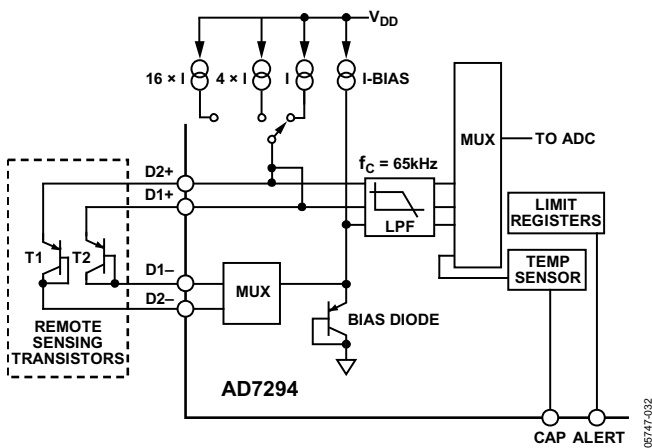 VDD
16 × I
4 × I
I
I-BIAS
MUX
TO ADC
D2+
D1+
fC = 65kHz
LPF
LIMIT
REGISTERS
T1
T2
D1–
D2–
MUX
TEMP
SENSOR
BIAS DIODE
REMOTE
SENSING
TRANSISTORS
AD7294
CAP
ALERT
05747-032